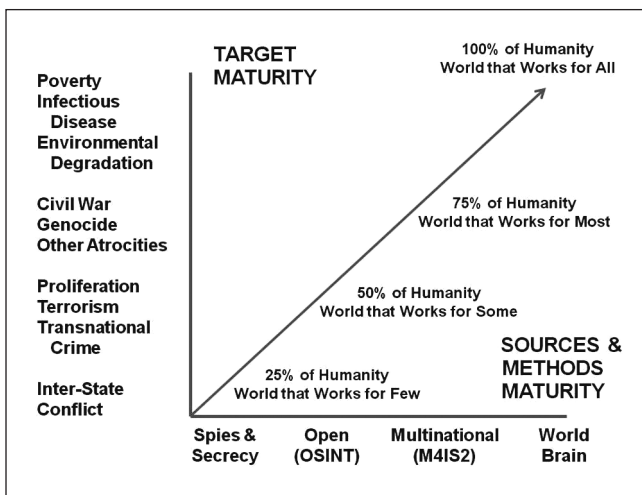 TARGET
MATURITY
100% of Humanity
World that Works for All
Poverty
Infectious
Disease
Environmental
Degradation
Civil War
Genocide
Other Atrocities
75% of Humanity
World that Works for Most
Proliferation
Terrorism
Transnational
Crime
50% of Humanity
World that Works for Some
SOURCES &
METHODS
MATURITY
Inter-State
Conflict
25% of Humanity
World that Works for Few
Spies &
Secrecy
Open
(OSINT)
Multinational
(M4IS2)
World
Brain